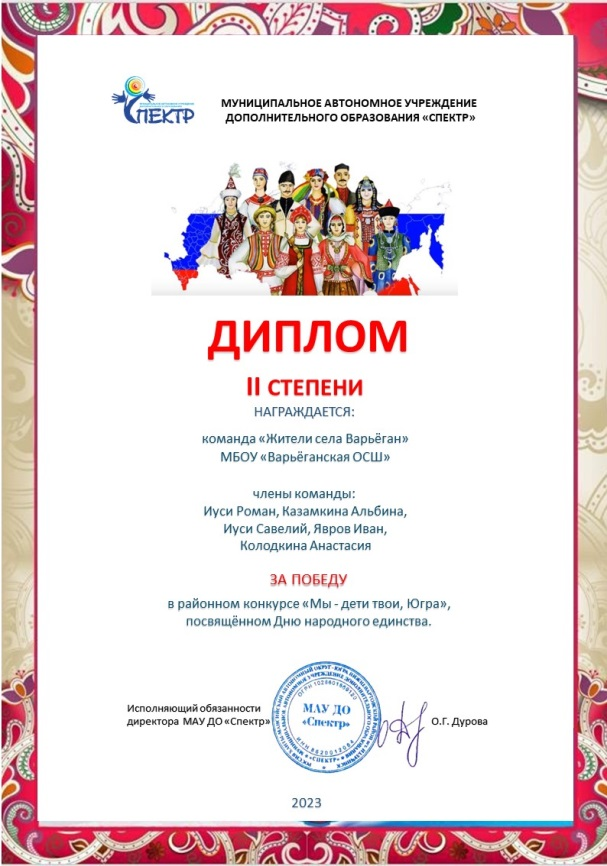 СПЕКТР
МУНИЦИПАЛЬНОЕ АВТОНОМНОЕ УЧРЕЖДЕНИЕ
ДОПОЛНИТЕЛЬНОГО ОБРАЗОВАНИЯ «СПЕКТР»
ДИПЛОМ
II СТЕПЕНИ
НАГРАЖДАЕТСЯ:
команда «Жители села Варьёган»
МБОУ «Варьёганская ОСШ»
члены команды:
Иуси Роман, Казамкина Альбина,
Иуси Савелий, Явров Иван,
Колодкина Анастасия
ЗА ПОБЕДУ
в районном конкурсе «Мы - дети твои, Югра»,
посвящённом Дню народного единства.
Исполняющий обязанности
директора МАУ ДО «Спектр»
МАУ ДО
«Спектр»
О.Г. Дурова
2023